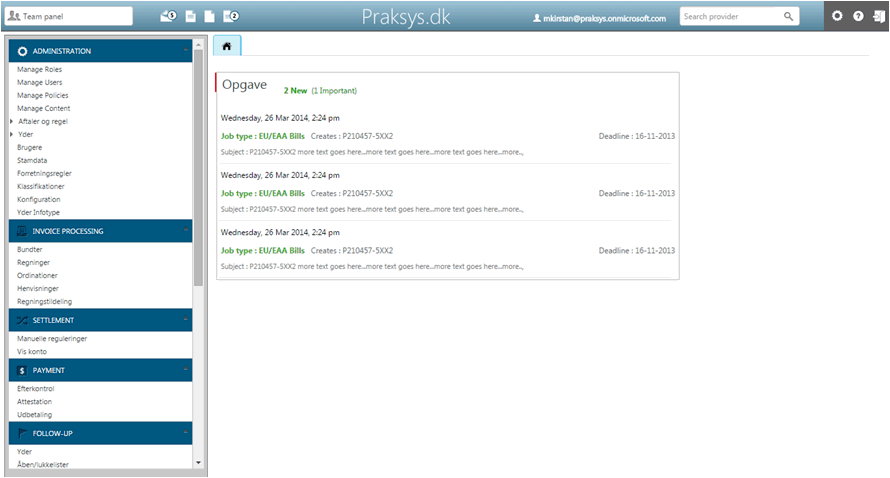 Team panel
5
2
Praksys.dk
mkirstan@praksys.onmicrosoft.com
Search provider
ADMINISTRATION
Manage Roles
Manage Users
Manage Policies
Manage Content
Aftaler og regel
Yder
Brugere
Stamdata
Forretningsregler
Klassifikationer
Konfiguration
Yder Infotype
INVOICE PROCESSING
Bundter
Regninger
Ordinationer
Henvisninger
Regningstildeling
SETTLEMENT
Manuelle reguleringer
Vis konto
PAYMENT
Efterkontrol
Attestation
Udbetaling
FOLLOW-UP
Yder
Åben/lukkelister
Opgave 2 New (1 Important)
Wednesday, 26 Mar 2014, 2:24 pm
Job type : EU/EAA Bills Creates : P210457-5XX2 Deadline : 16-11-2013
Subject : P210457-5XX2 more text goes here...more text goes here...more text goes here...more..,
Wednesday, 26 Mar 2014, 2:24 pm
Job type : EU/EAA Bills Creates : P210457-5XX2 Deadline : 16-11-2013
Subject : P210457-5XX2 more text goes here...more text goes here...more text goes here...more..,
Wednesday, 26 Mar 2014, 2:24 pm
Job type : EU/EAA Bills Creates : P210457-5XX2 Deadline : 16-11-2013
Subject : P210457-5XX2 more text goes here...more text goes here...more text goes here...more..,